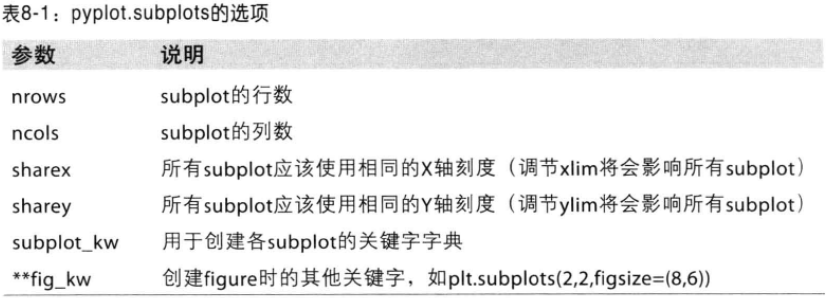 表8-1：pyplot.subplots的选项
参数 说明
nrows subplot的行数
ncols subplot的列数
sharex 所有subplot应该使用相同的X轴刻度（调节xlim将会影响所有subplot）
sharey 所有subplot应该使用相同的Y轴刻度（调节ylim将会影响所有subplot）
subplot_kw 用于创建各subplot的关键字字典
**fig_kw 创建figure时的其他关键字，如plt.subplots(2,2,figsize=(8,6))